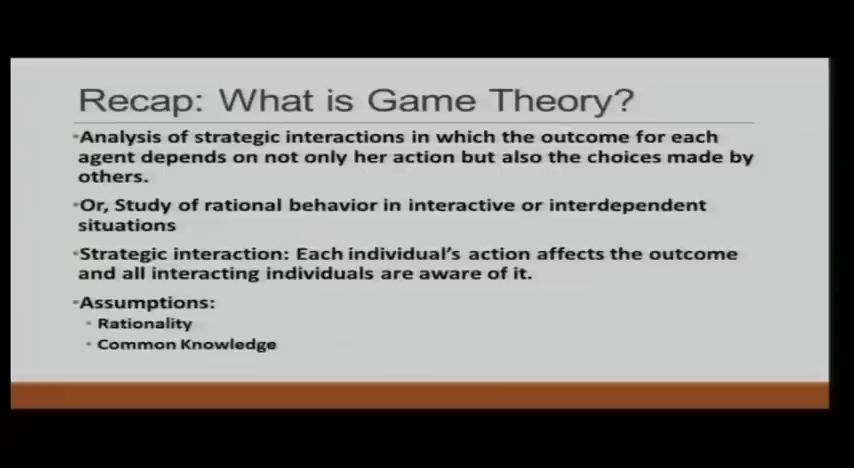 Recap: What is Game Theory?
•Analysis of strategic interactions in which the outcome for each
agent depends on not only her action but also the choices made by
others.
•Or, Study of rational behavior in interactive or interdependent
situations
•Strategic interaction: Each individual's action affects the outcome
and all interacting individuals are aware of it.
•Assumptions:
• Rationality
• Common Knowledge